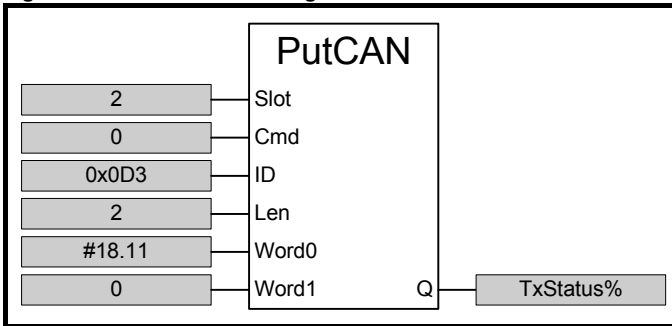 PutCAN
2 Slot
0 Cmd
0x0D3 ID
2 Len
#18.11 Word0
0 Word1 Q TxStatus%